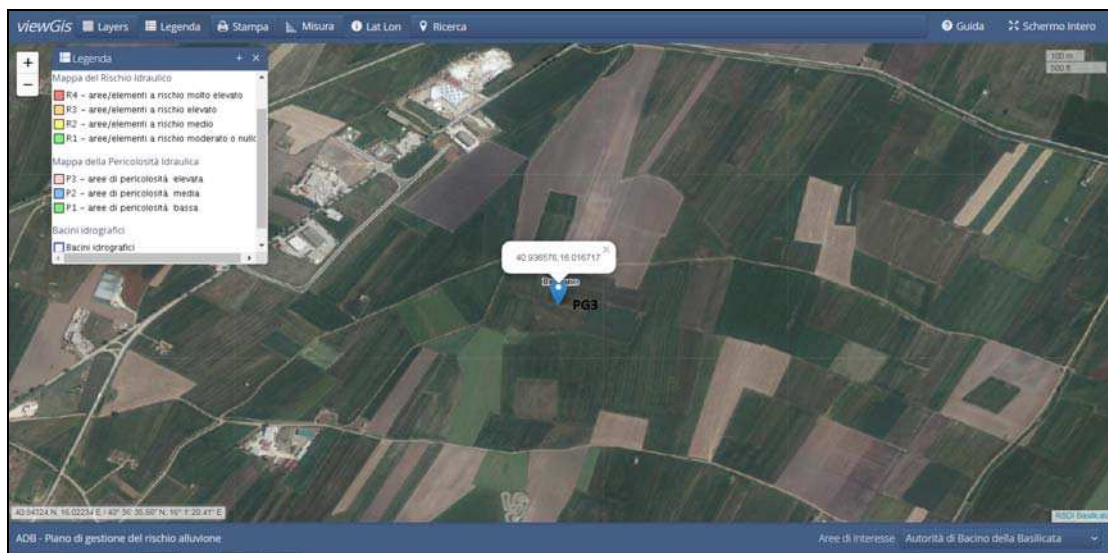 viewGis Layers Legenda Stampa Misura Lat Lon Ricerca Guida Schermo Intero
Legenda + ×
Mappa del Rischio Idraulico
R4 - aree/elementi a rischio molto elevato
R3 - aree/elementi a rischio elevato
R2 - aree/elementi a rischio medio
R1 - aree/elementi a rischio moderato o nullo
Mappa della Pericolosità Idraulica
P3 - aree di pericolosità elevata
P2 - aree di pericolosità media
P1 - aree di pericolosità bassa
Bacini idrografici
Bacini idrografici
+
−
100 m
500 ft
40.936576,16.016717 ×
PG3
RSDI Basilicata
ADB - Piano di gestione del rischio alluvione Aree di Interesse Autorità di Bacino della Basilicata